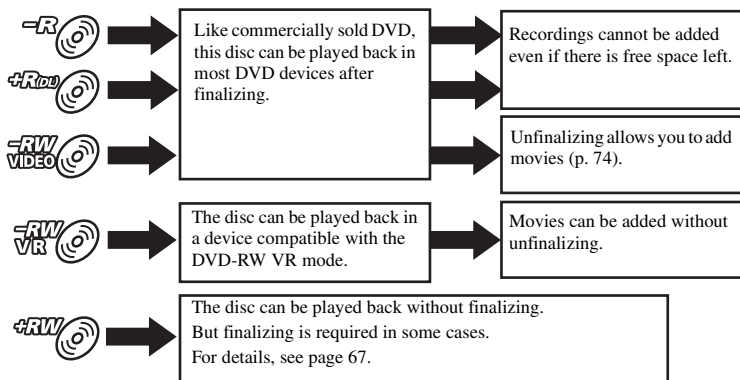 -R
Like commercially sold DVD,
this disc can be played back in
most DVD devices after
finalizing.
Recordings cannot be added
even if there is free space left.
+R(DL)
-RW
VIDEO
Unfinalizing allows you to add
movies (p. 74).
-RW
VR
The disc can be played back in
a device compatible with the
DVD-RW VR mode.
Movies can be added without
unfinalizing.
+RW
The disc can be played back without finalizing.
But finalizing is required in some cases.
For details, see page 67.